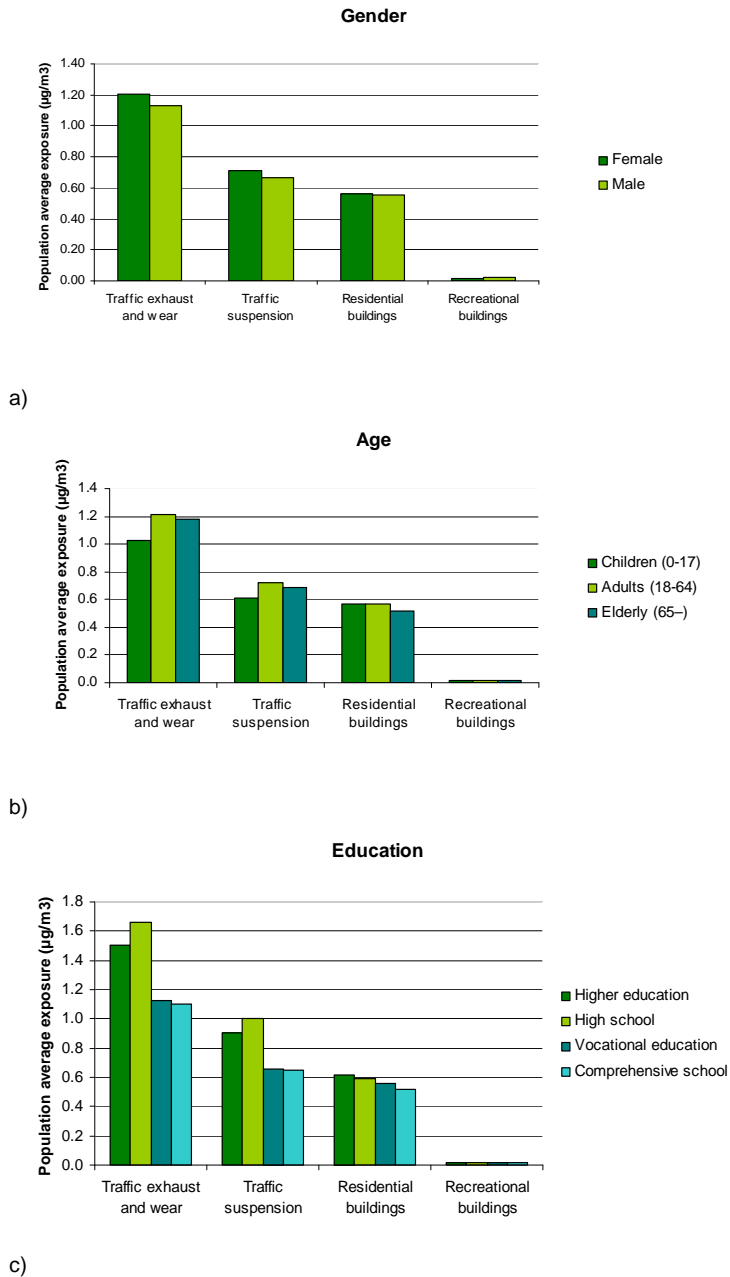 Gender
Population average exposure (µg/m3)
1.40
1.20
1.00
0.80
0.60
0.40
0.20
0.00
Traffic exhaust
and wear
Traffic
suspension
Residential
buildings
Recreational
buildings
Female
Male
a)
Age
Population average exposure (µg/m3)
1.4
1.2
1.0
0.8
0.6
0.4
0.2
0.0
Traffic exhaust
and wear
Traffic
suspension
Residential
buildings
Recreational
buildings
Children (0-17)
Adults (18-64)
Elderly (65–)
b)
Education
Population average exposure (µg/m3)
1.8
1.6
1.4
1.2
1.0
0.8
0.6
0.4
0.2
0.0
Traffic exhaust
and wear
Traffic
suspension
Residential
buildings
Recreational
buildings
Higher education
High school
Vocational education
Comprehensive school
c)